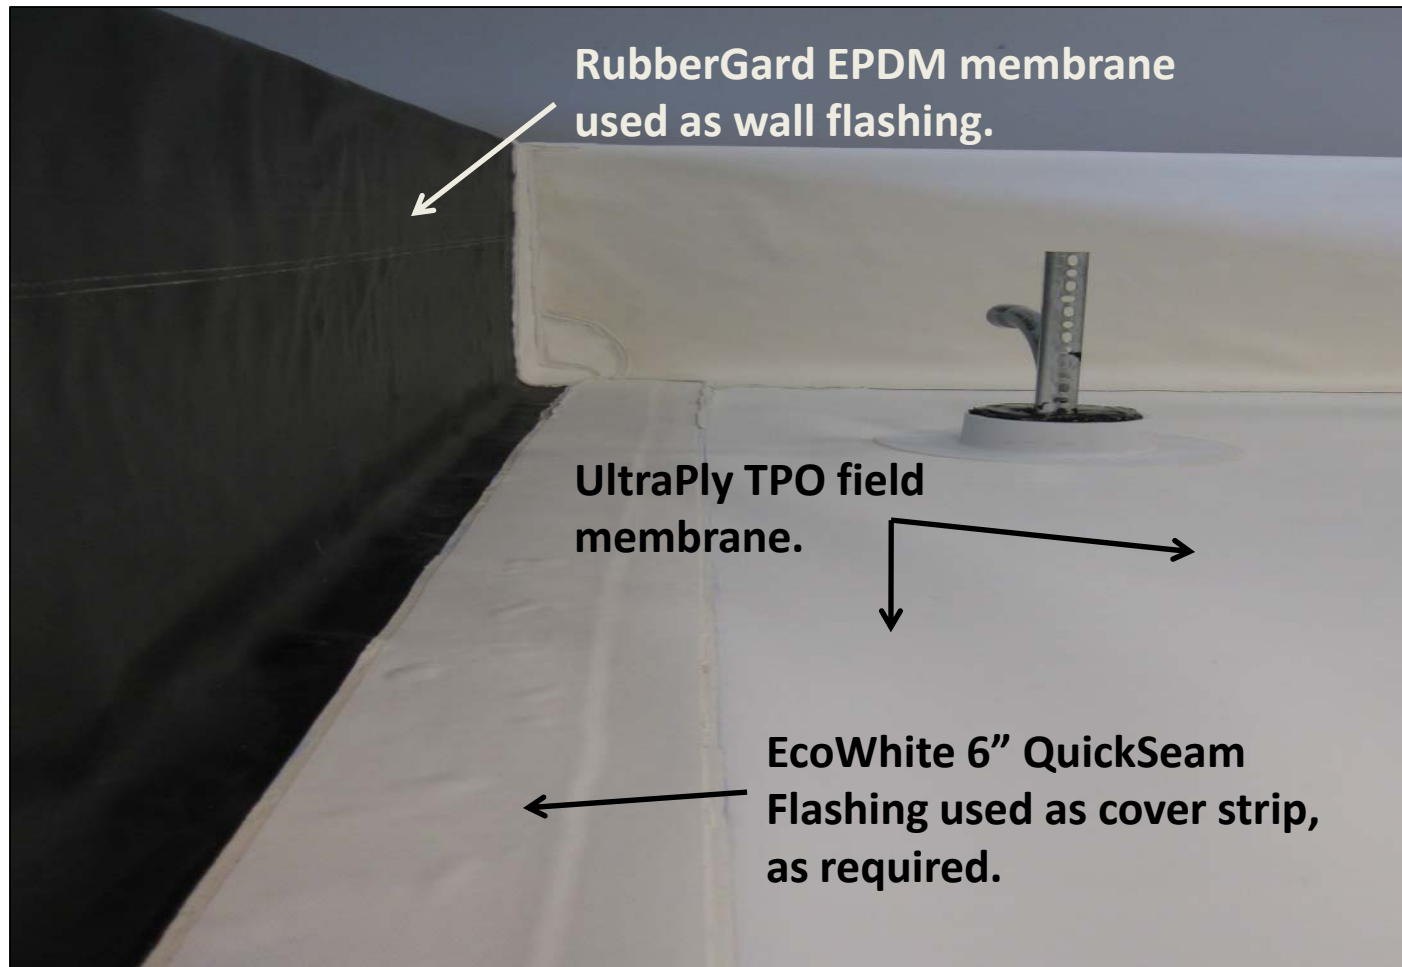 RubberGard EPDM membrane
used as wall flashing.
UltraPly TPO field
membrane.
EcoWhite 6” QuickSeam
Flashing used as cover strip,
as required.